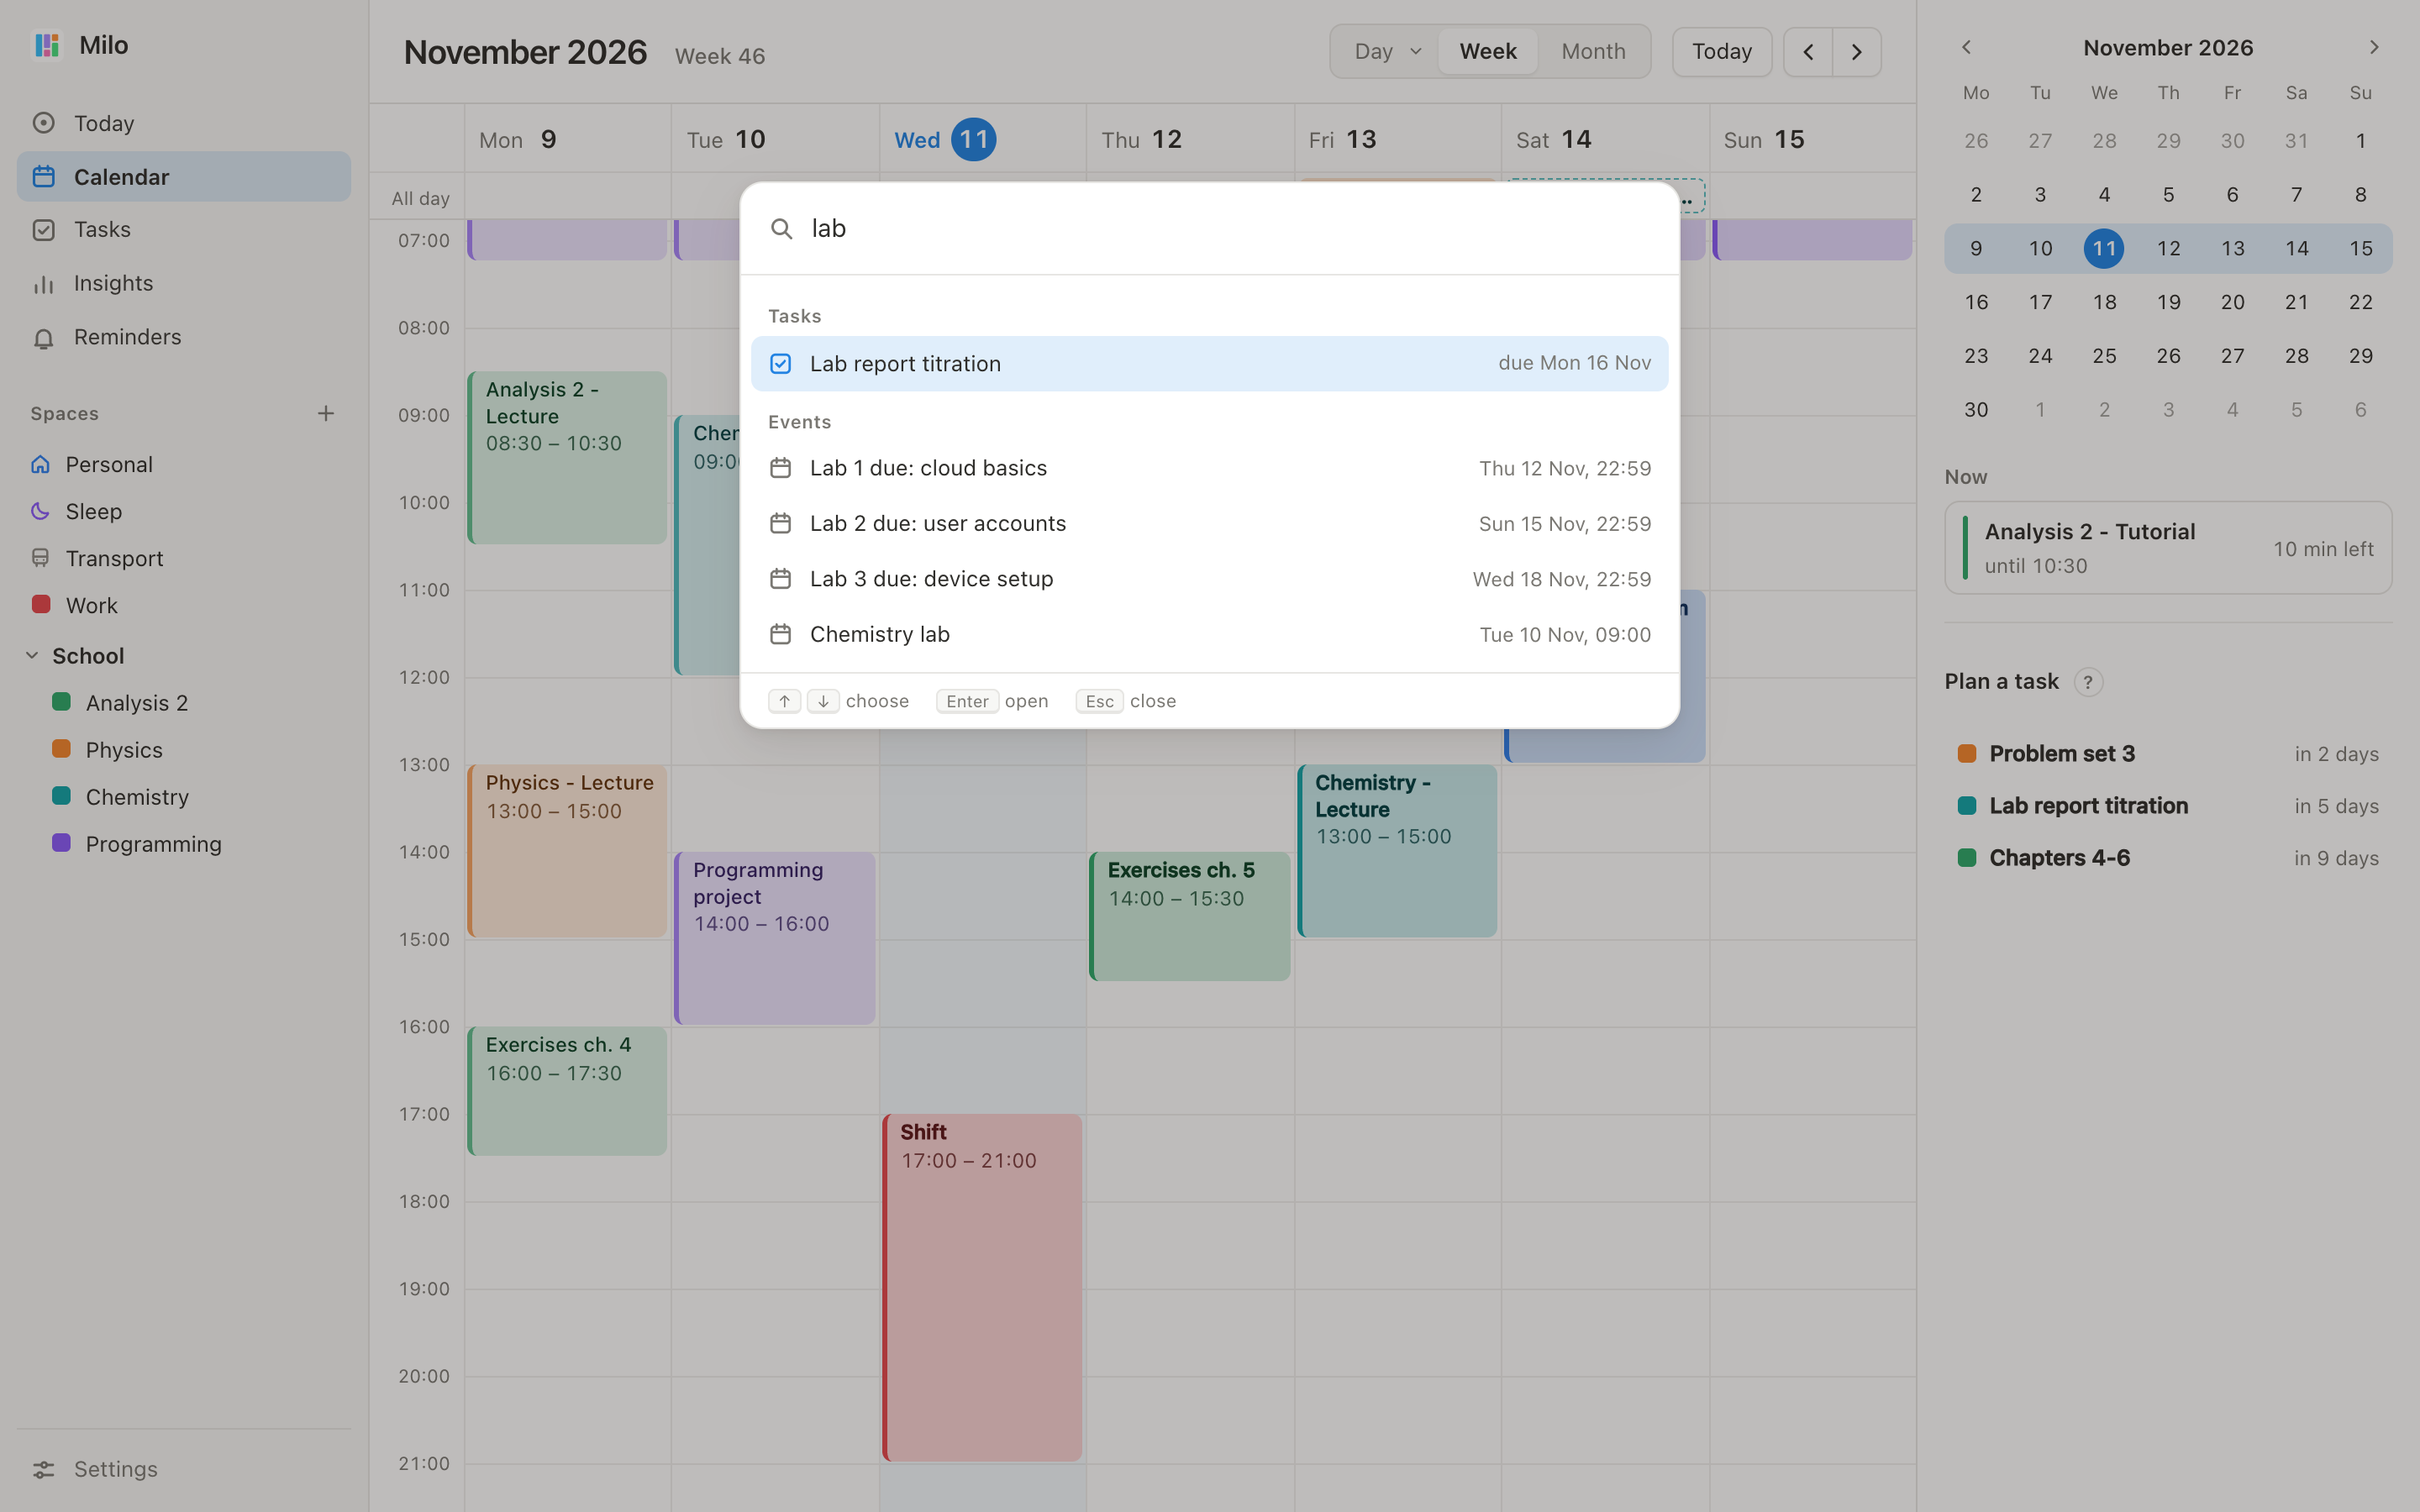 Milo
Today
Calendar
Tasks
Insights
Reminders
Spaces
Personal
Sleep
Transport
Work
School
Analysis 2
Physics
Chemistry
Programming
Settings
November 2026 Week 46
Day Week Month Today
Mon 9 Tue 10 Wed 11 Thu 12 Fri 13 Sat 14 Sun 15
All day
07:00
08:00
09:00
10:00
11:00
12:00
13:00
14:00
15:00
16:00
17:00
18:00
19:00
20:00
21:00
Analysis 2 -
Lecture
08:30 – 10:30
Physics - Lecture
13:00 – 15:00
Exercises ch. 4
16:00 – 17:30
Programming
project
14:00 – 16:00
Shift
17:00 – 21:00
Exercises ch. 5
14:00 – 15:30
Chemistry -
Lecture
13:00 – 15:00
lab
Tasks
Lab report titration due Mon 16 Nov
Events
Lab 1 due: cloud basics Thu 12 Nov, 22:59
Lab 2 due: user accounts Sun 15 Nov, 22:59
Lab 3 due: device setup Wed 18 Nov, 22:59
Chemistry lab Tue 10 Nov, 09:00
↑ ↓ choose Enter open Esc close
November 2026
Mo Tu We Th Fr Sa Su
26 27 28 29 30 31 1
2 3 4 5 6 7 8
9 10 11 12 13 14 15
16 17 18 19 20 21 22
23 24 25 26 27 28 29
30 1 2 3 4 5 6
Now
Analysis 2 - Tutorial
until 10:30
10 min left
Plan a task ?
Problem set 3 in 2 days
Lab report titration in 5 days
Chapters 4-6 in 9 days